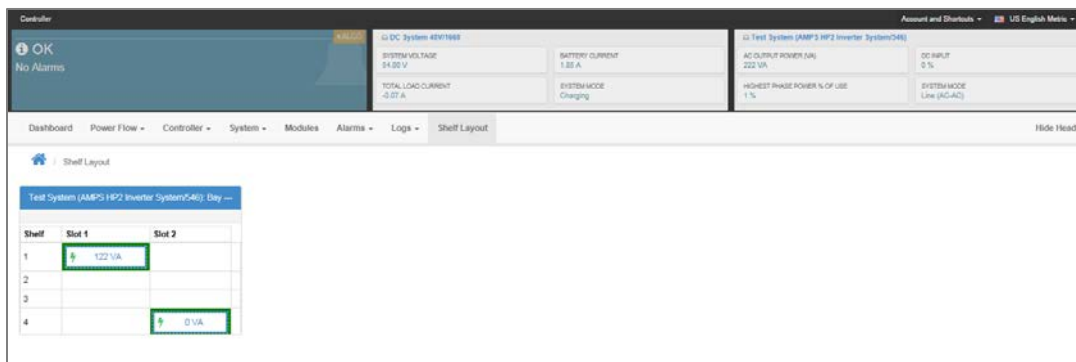 Controller
Account and Shortcuts
US English Metric
OK
No Alarms
DC System 48V/1668
SYSTEM VOLTAGE
54.00 V
BATTERY CURRENT
1.88 A
TOTAL LOAD CURRENT
-0.07 A
SYSTEM MODE
Charging
Test System (AMPS HP2 Inverter System/546)
AC OUTPUT POWER (VA)
222 VA
DC INPUT
0 %
HIGHEST PHASE POWER % OF USE
1 %
SYSTEM MODE
Line (AC-AC)
Dashboard Power Flow Controller System Modules Alarms Logs Shelf Layout Hide Head
/ Shelf Layout
Test System (AMPS HP2 Inverter System/546): Bay —
Shelf Slot 1 Slot 2
1 122 VA
2
3
4 0 VA